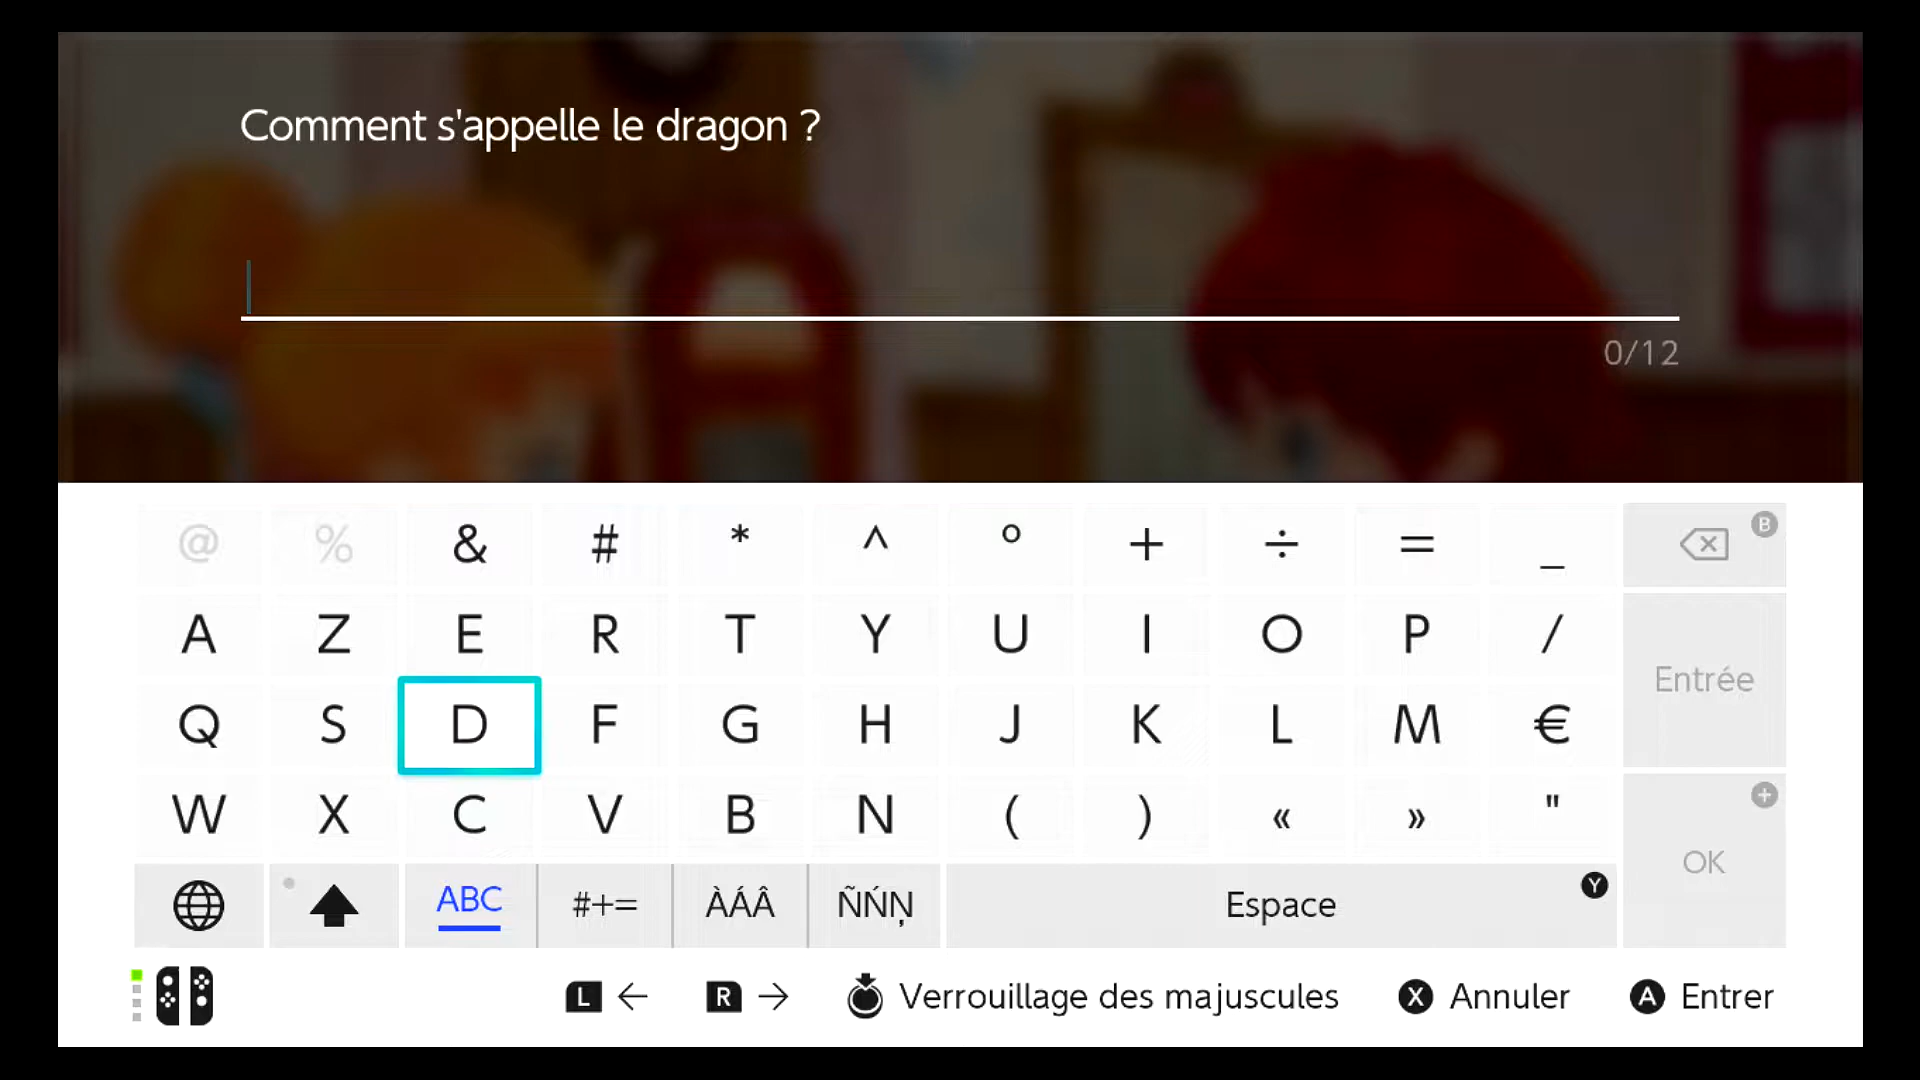 Comment s'appelle le dragon ?
0/12
@ % & # * ^ ° + ÷ = _ B
A Z E R T Y U I O P / Entrée
Q S D F G H J K L M €
W X C V B N ( ) « » " + OK
ABC #+= ÀÁÂ ÑŃŅ Espace Y
L ← R → Verrouillage des majuscules X Annuler A Entrer